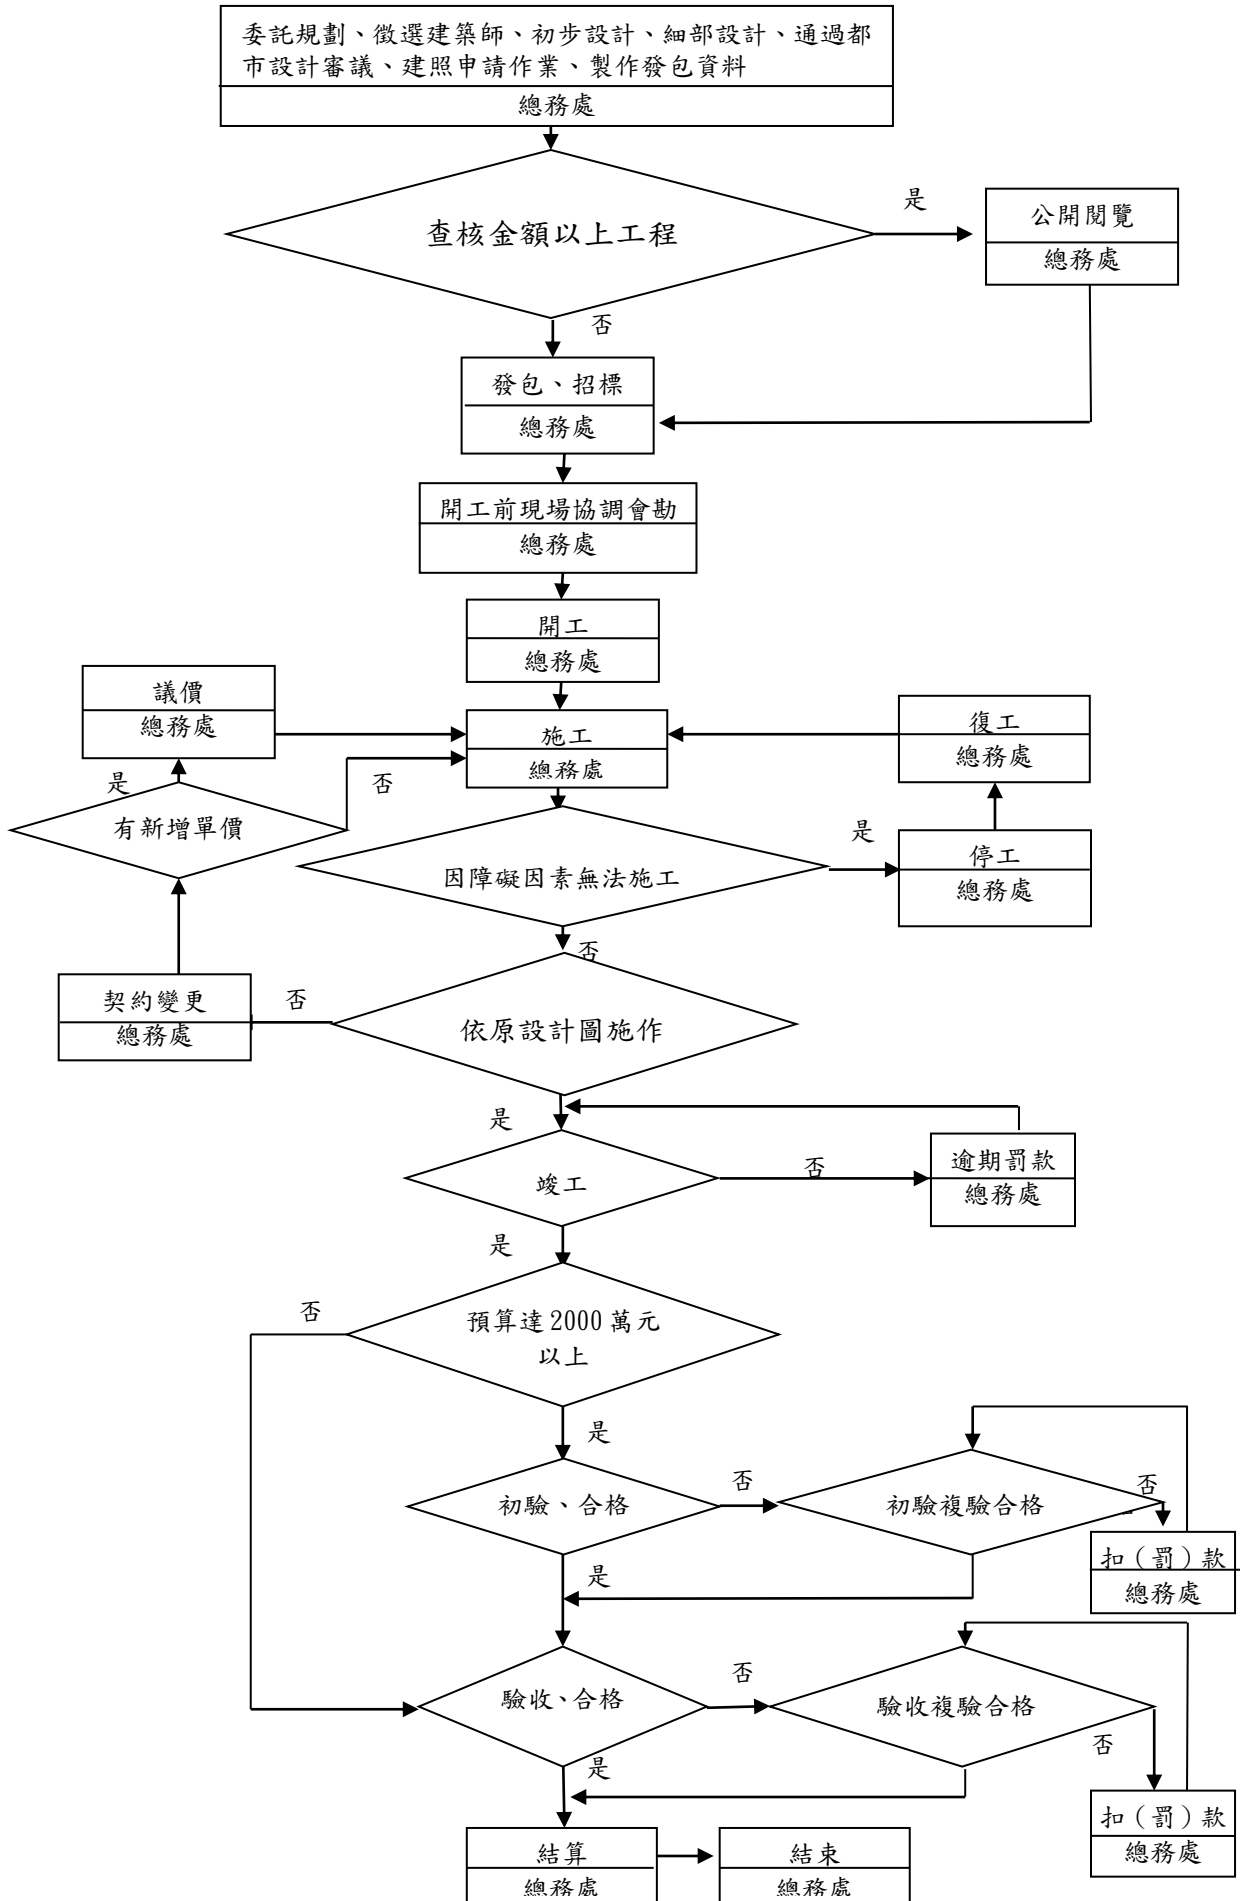 委託規劃、徵選建築師、初步設計、細部設計、通過都
市設計審議、建照申請作業、製作發包資料
總務處
查核金額以上工程
是
公開閱覽
總務處
否
發包、招標
總務處
開工前現場協調會勘
總務處
開工
總務處
議價
總務處
施工
總務處
復工
總務處
是
否
有新增單價
因障礙因素無法施工
是
停工
總務處
否
契約變更
總務處
否
依原設計圖施作
是
竣工
否
逾期罰款
總務處
是
否
預算達2000萬元
以上
是
初驗、合格
否
初驗複驗合格
否
扣（罰）款
總務處
是
驗收、合格
否
驗收複驗合格
否
是
扣（罰）款
總務處
結算
總務處
結束
總務處